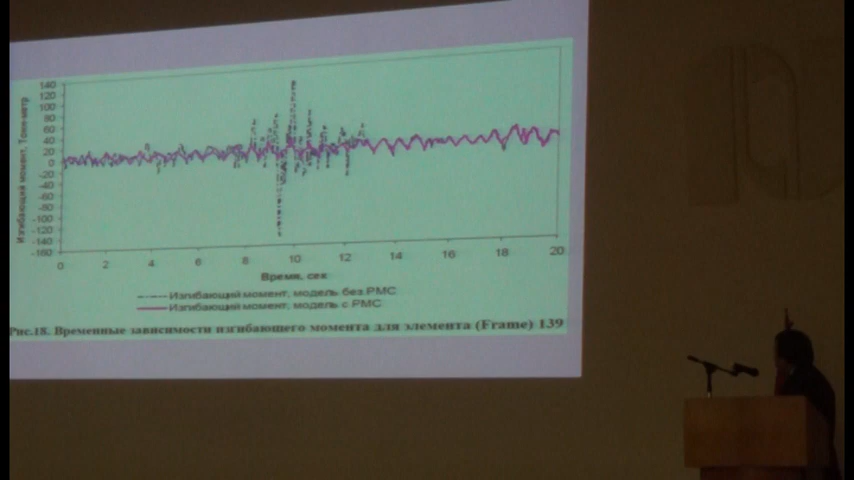 140
120
100
80
60
40
20
0
-20
-40
-60
-80
-100
-120
-140
-160
Изгибающий момент, Тонн-метр
0 2 4 6 8 10 12 14 16 18 20
Время, сек
Изгибающий момент, модель без РМС
Изгибающий момент, модель с РМС
Рис.18. Временные зависимости изгибающего момента для элемента (Frame) 139